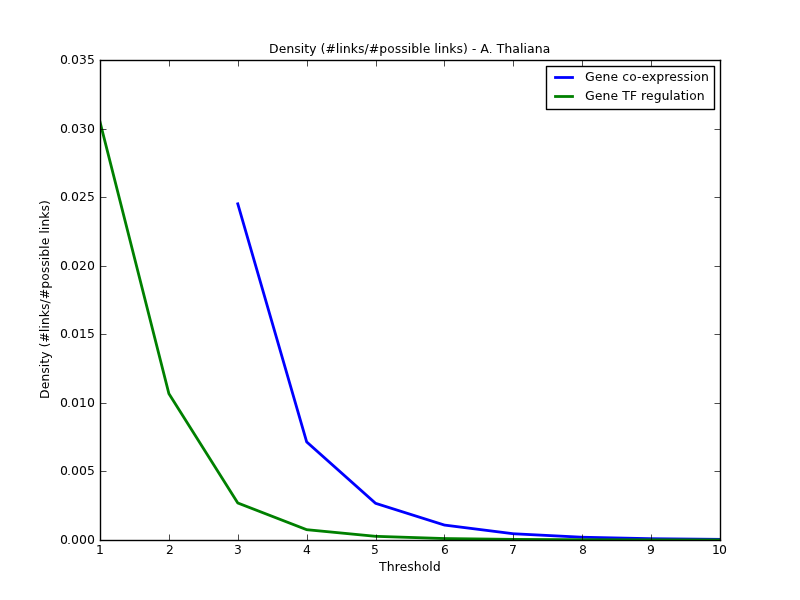 Density (#links/#possible links) - A. Thaliana
Gene co-expression
Gene TF regulation
Density (#links/#possible links)
0.035
0.030
0.025
0.020
0.015
0.010
0.005
0.000
1 2 3 4 5 6 7 8 9 10
Threshold